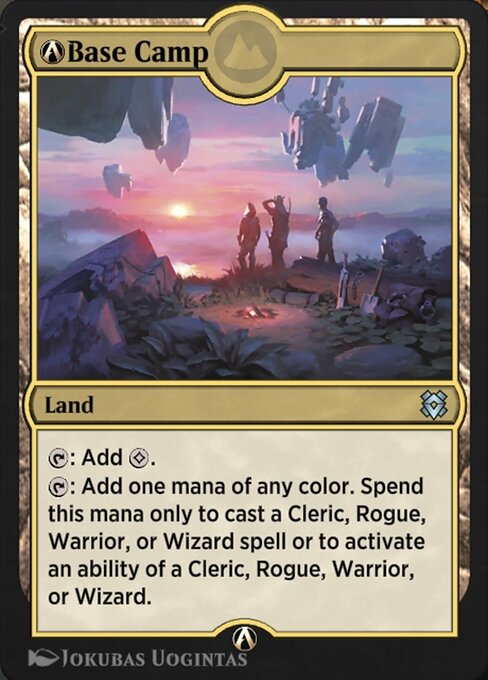 Base Camp
Land
: Add .
: Add one mana of any color. Spend
this mana only to cast a Cleric, Rogue,
Warrior, or Wizard spell or to activate
an ability of a Cleric, Rogue, Warrior,
or Wizard.
Jokubas Uogintas